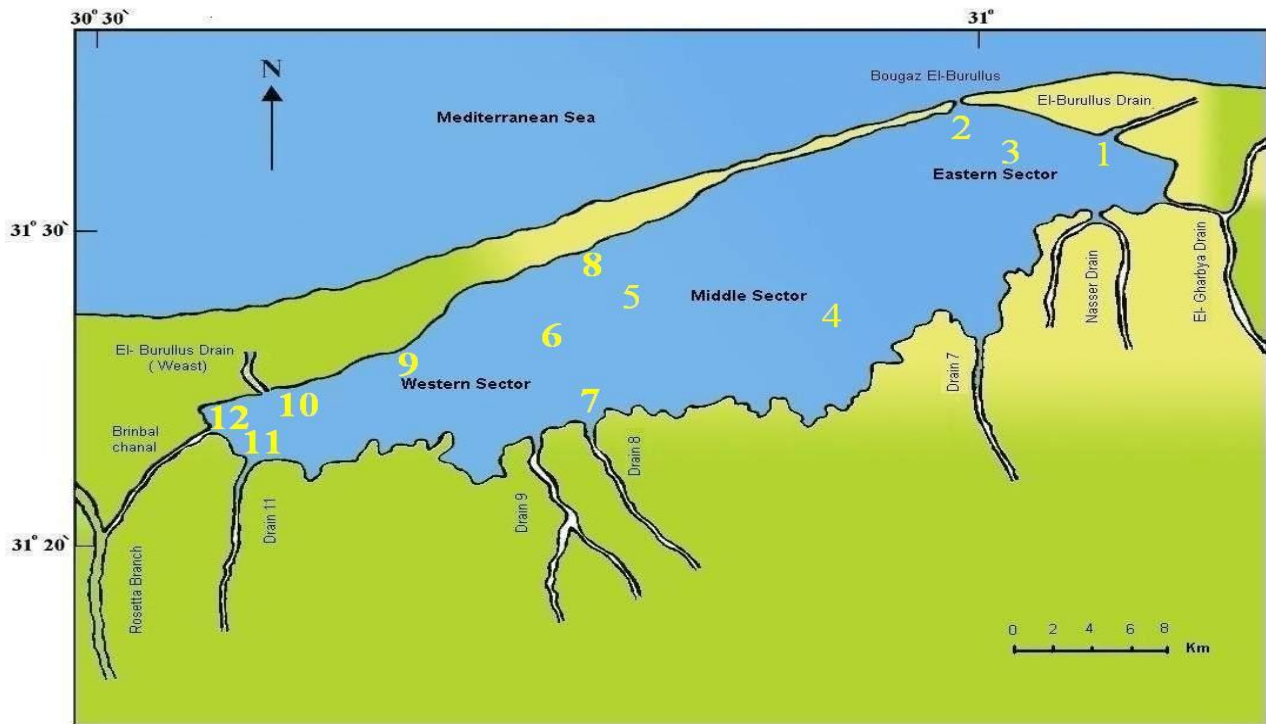 30° 30`
31°
N
Bougaz El-Burullus
El-Burullus Drain
Mediterranean Sea
2
3
1
Eastern Sector
31° 30`
8
5
Middle Sector
4
Nasser Drain
El- Gharbya Drain
6
El- Burullus Drain
( Weast)
9
Western Sector
Drain 7
10
12
7
Brinbal
chanal
11
Drain 8
Drain 9
Drain 11
31° 20`
Rosetta Branch
0 2 4 6 8
Km